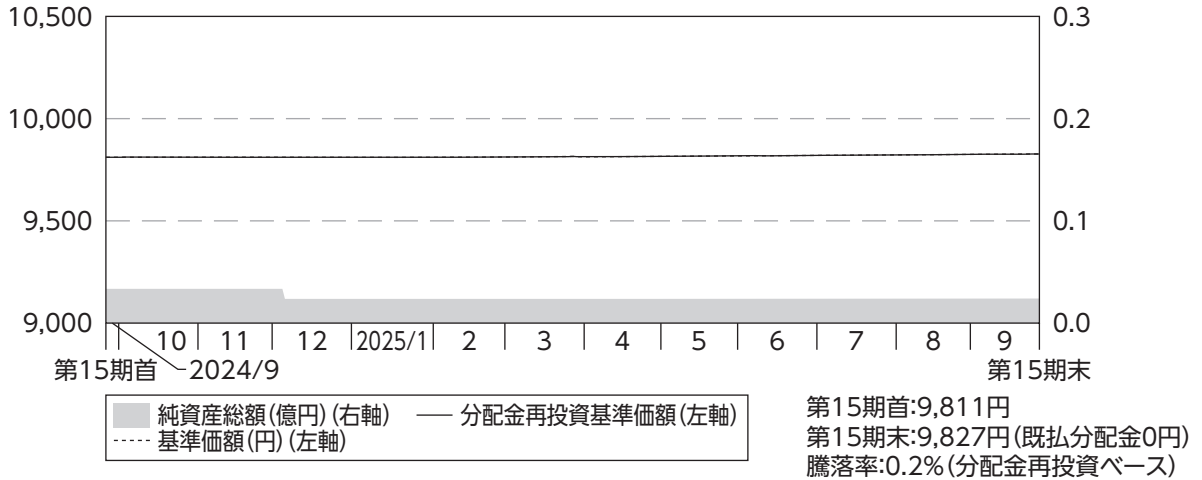 10,500
10,000
9,500
9,000
0.3
0.2
0.1
0.0
10 11 12 2025/1 2 3 4 5 6 7 8 9
第15期首 2024/9 第15期末
純資産総額(億円)(右軸) 分配金再投資基準価額(左軸)
基準価額(円)(左軸)
第15期首:9,811円
第15期末:9,827円(既払分配金0円)
騰落率:0.2%(分配金再投資ベース)